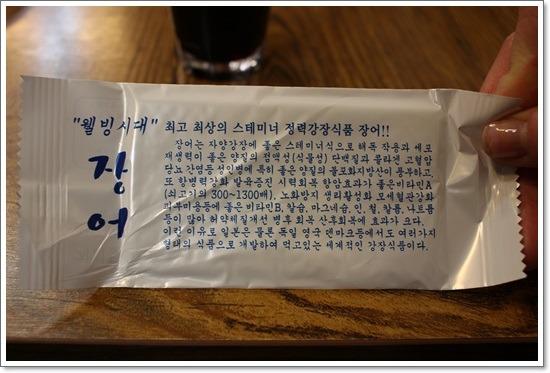 "웰빙시대" 최고 최상의 스테미너 정력강장식품 장어!!
장어
장어는 자양강장에 좋은 스테미너식으로 해독 작용과 세포
재생력이 좋은 양질의 점액성(식물성) 단백질과 콜라겐 고혈압
당뇨 간염등성인병에 특히 좋은 양질의 불포화지방산이 풍부하고,
또 항병력강화 발육증진 시력회복 항암효과가 좋은비타민A
(쇠고기의 300~1300배), 노화방지 생리활성화 모세혈관강화
피부미용등에 좋은비타민B, 칼슘, 마그네슘, 인, 철, 칼륨, 나트륨
등이 많아 허약체질개선 병후 회복 산후회복에 효과가 크다.
이런 이유로 일본은 물론 독일 영국 덴마크등에서도 여러가지
형태의 식품으로 개발하여 먹고있는 세계적인 강장식품이다.